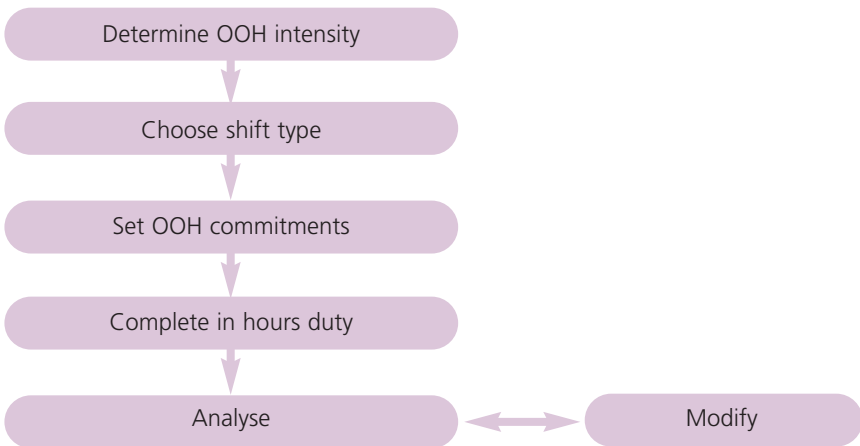 Determine OOH intensity
Choose shift type
Set OOH commitments
Complete in hours duty
Analyse
Modify